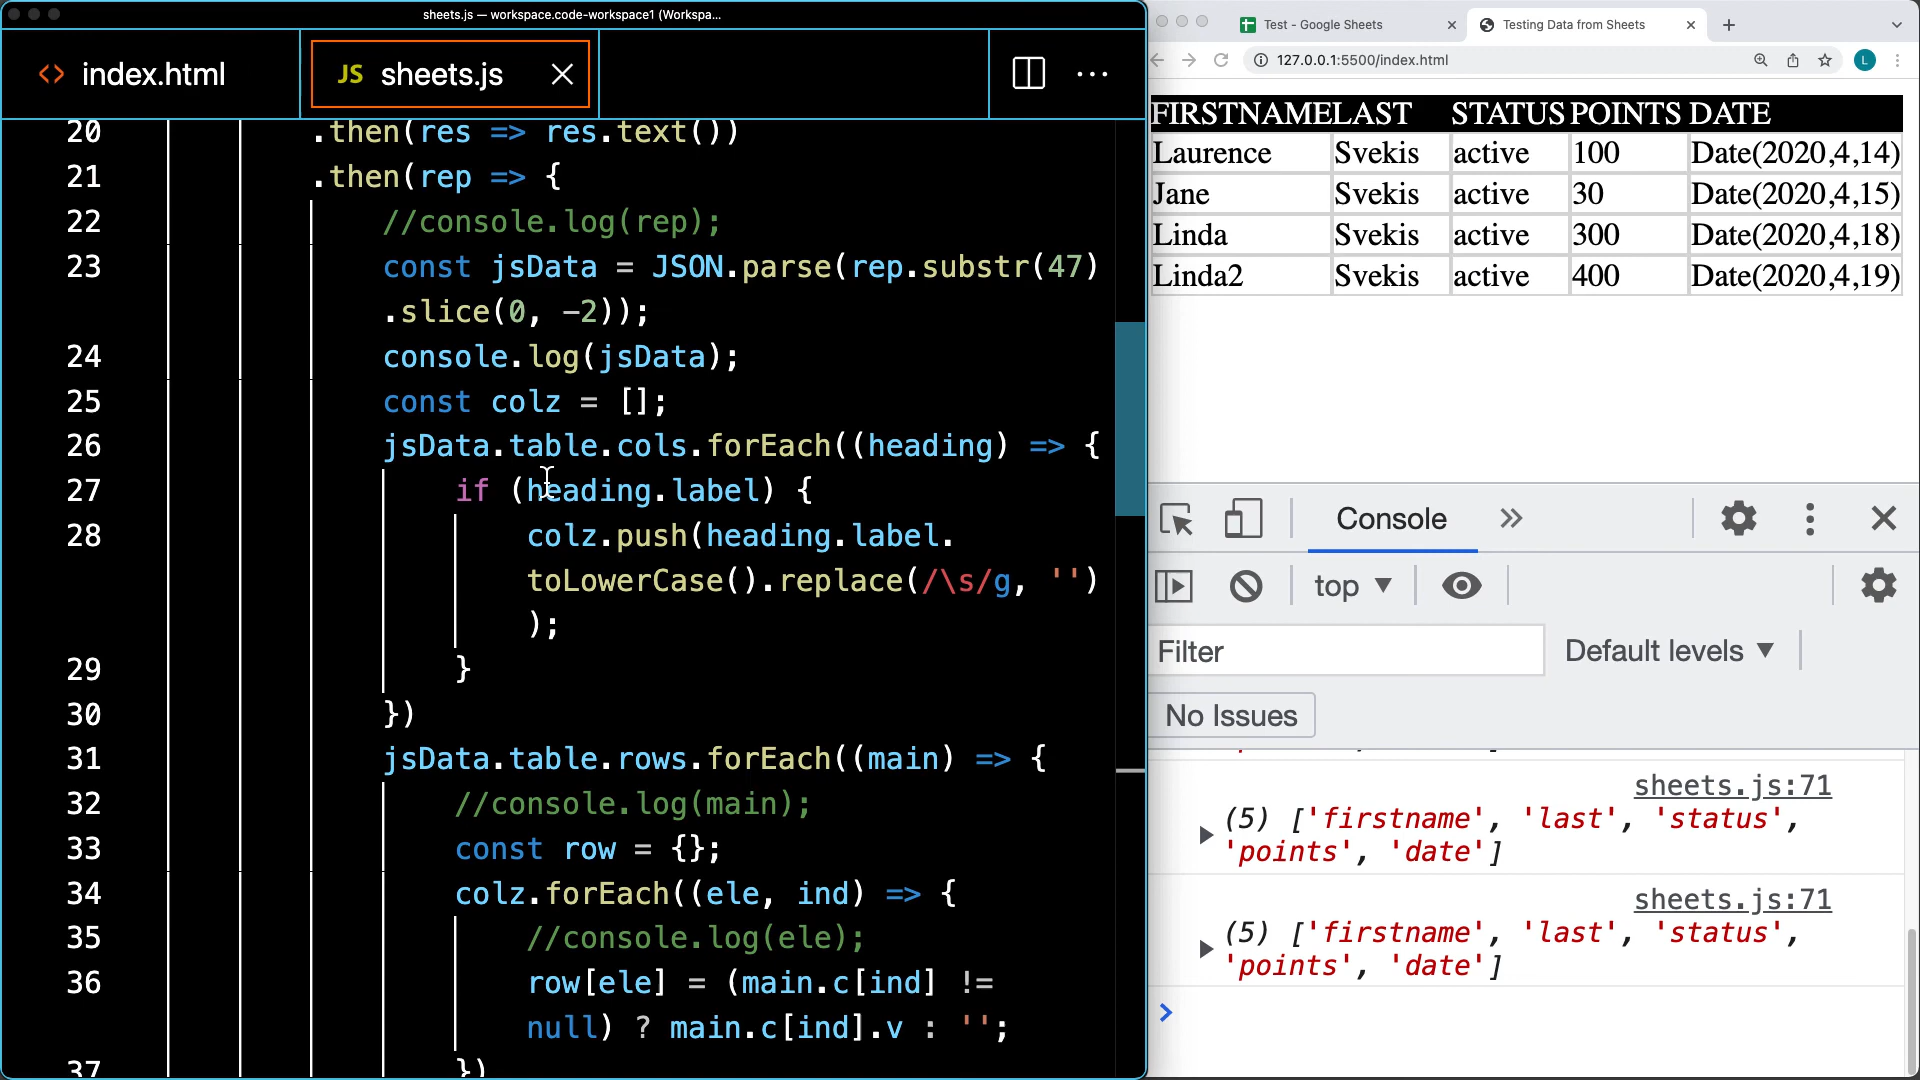 sheets.js — workspace.code-workspace1 (Workspa...
<> index.html
JS sheets.js
20 .then(res => res.text())
21 .then(rep => {
22 //console.log(rep);
23 const jsData = JSON.parse(rep.substr(47)
.slice(0, -2));
24 console.log(jsData);
25 const colz = [];
26 jsData.table.cols.forEach((heading) => {
27 if (heading.label) {
28 colz.push(heading.label.
toLowerCase().replace(/\s/g, '')
);
29 }
30 })
31 jsData.table.rows.forEach((main) => {
32 //console.log(main);
33 const row = {};
34 colz.forEach((ele, ind) => {
35 //console.log(ele);
36 row[ele] = (main.c[ind] !=
null) ? main.c[ind].v : '';
37 })
Test - Google Sheets
Testing Data from Sheets
127.0.0.1:5500/index.html
L
FIRSTNAME LAST STATUS POINTS DATE
Laurence Svekis active 100 Date(2020,4,14)
Jane Svekis active 30 Date(2020,4,15)
Linda Svekis active 300 Date(2020,4,18)
Linda2 Svekis active 400 Date(2020,4,19)
Console
top
Filter
Default levels
No Issues
sheets.js:71
(5) ['firstname', 'last', 'status',
'points', 'date']
sheets.js:71
(5) ['firstname', 'last', 'status',
'points', 'date']